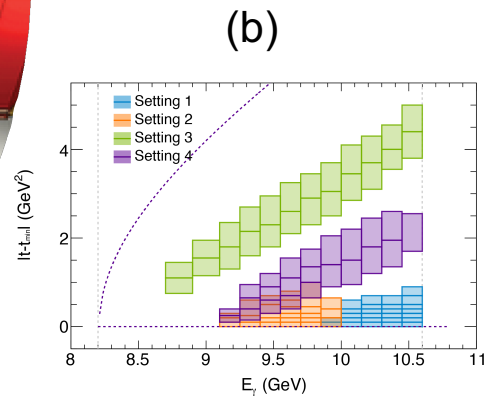 (b)
Setting 1
Setting 2
Setting 3
Setting 4
4
2
0
|t-tₘᵢₙ| (GeV²)
8 8.5 9 9.5 10 10.5 11
Eᵧ (GeV)